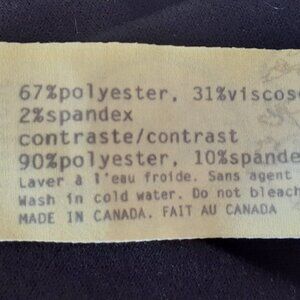 67%polyester, 31%viscose
2%spandex
contraste/contrast
90%polyester, 10%spande
Laver à l'eau froide. Sans agent
Wash in cold water. Do not bleach
MADE IN CANADA. FAIT AU CANADA